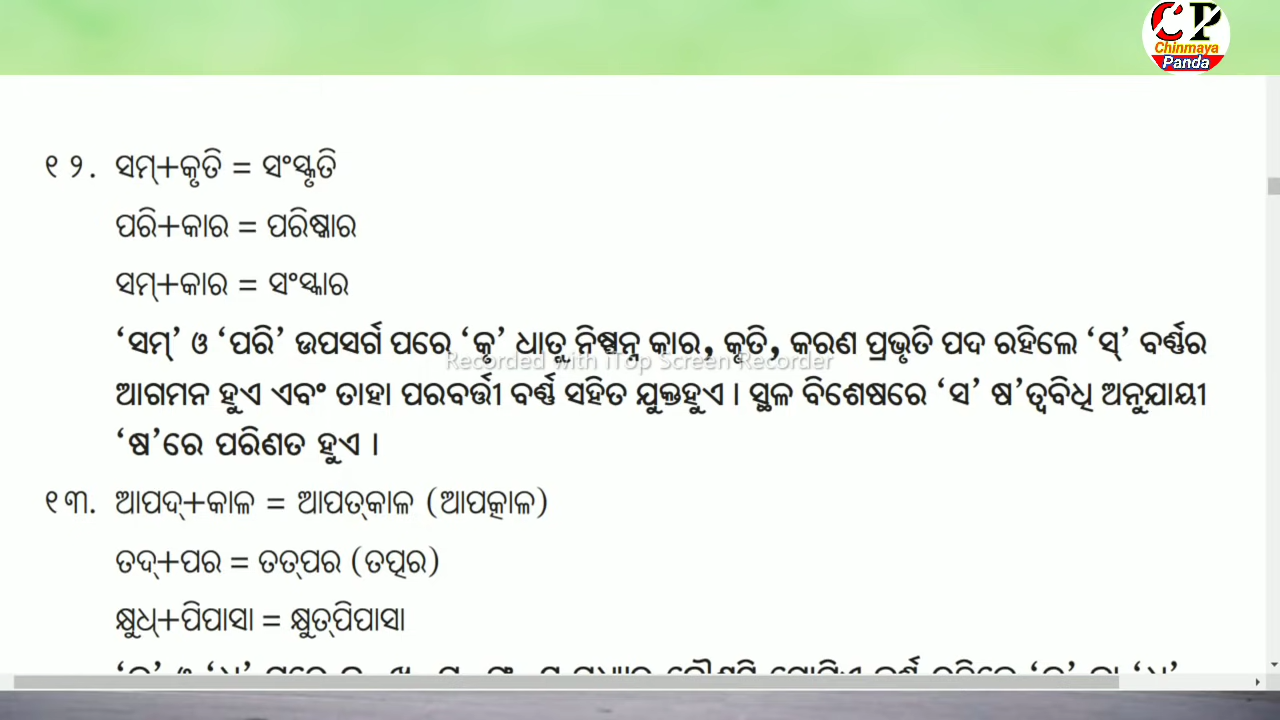 CP
Chinmaya
Panda
୧୨. ସମ୍+କୃତି = ସଂସ୍କୃତି
ପରି+କାର = ପରିଷ୍କାର
ସମ୍+କାର = ସଂସ୍କାର
‘ସମ୍’ ଓ ‘ପରି’ ଉପସର୍ଗ ପରେ ‘କୃ’ ଧାତୁ ନିଷ୍ପନ୍ନ କାର, କୃତି, କରଣ ପ୍ରଭୃତି ପଦ ରହିଲେ ‘ସ୍’ ବର୍ଣ୍ଣର
Recorded with iTop Screen Recorder
ଆଗମନ ହୁଏ ଏବଂ ତାହା ପରବର୍ତ୍ତୀ ବର୍ଣ୍ଣ ସହିତ ଯୁକ୍ତହୁଏ । ସ୍ଥଳ ବିଶେଷରେ ‘ସ’ ଷ’ତ୍ୱବିଧି ଅନୁଯାୟୀ
‘ଷ’ରେ ପରିଣତ ହୁଏ ।
୧୩. ଆପଦ୍+କାଳ = ଆପତ୍‌କାଳ (ଆପତ୍କାଳ)
ତଦ୍+ପର = ତତ୍‌ପର (ତତ୍ପର)
କ୍ଷୁଧ୍+ପିପାସା = କ୍ଷୁତ୍‌ପିପାସା